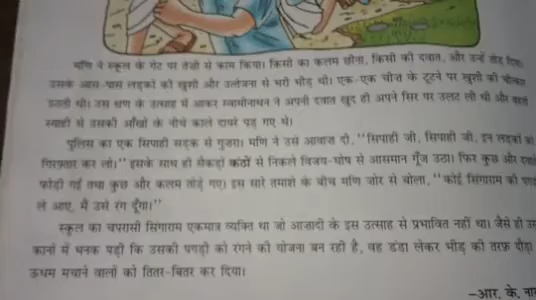 मणि ने स्कूल के गेट पर तेज़ी से काम किया। किसी का कलम छीना, किसी की दवात, और उन्हें तोड़ दिया।
उसके आस-पास लड़कों की खुशी और उत्तेजना से भरी भीड़ थी। एक-एक चीज़ के टूटने पर खुशी की चीत्कार
उठती थी। उस क्षण के उत्साह में आकर स्वामीनाथन ने अपनी दवात खुद ही अपने सिर पर उलट ली थी और बहती
स्याही से उसकी आँखों के नीचे काले दायरे पड़ गए थे।
पुलिस का एक सिपाही सड़क से गुज़रा। मणि ने उसे आवाज़ दी, "सिपाही जी, सिपाही जी, इन लड़कों को
गिरफ़्तार कर लो।" इसके साथ ही सैकड़ों कंठों से निकले विजय-घोष से आसमान गूँज उठा। फिर कुछ और
फोड़ी गईं तथा कुछ और कलम तोड़े गए। इस सारे तमाशे के बीच मणि ज़ोर से बोला, "कोई सिंगाराम की
ले आए, मैं उसे रंग दूँगा।"
स्कूल का चपरासी सिंगाराम एकमात्र व्यक्ति था जो आज़ादी के इस उत्साह से प्रभावित नहीं था। जैसे ही
कानों में भनक पड़ी कि उसकी पगड़ी को रंगने की योजना बन रही है, वह डंडा लेकर भीड़ की तरफ़ दौड़ा
ऊधम मचाने वालों को तितर-बितर कर दिया।
–आर. के.